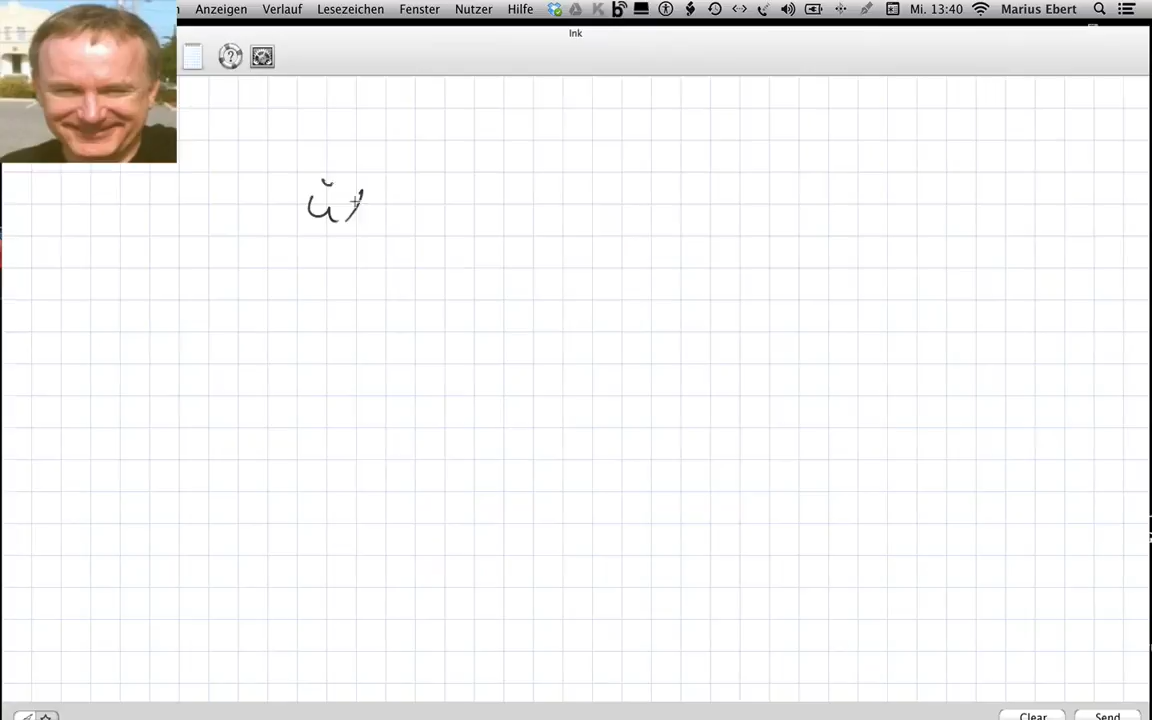 Anzeigen Verlauf Lesezeichen Fenster Nutzer Hilfe Mi. 13:40 Marius Ebert
Ink
Clear Send